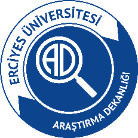 ERCİYES ÜNİVERSİTESİ
AD
ARAŞTIRMA DEKANLIĞI